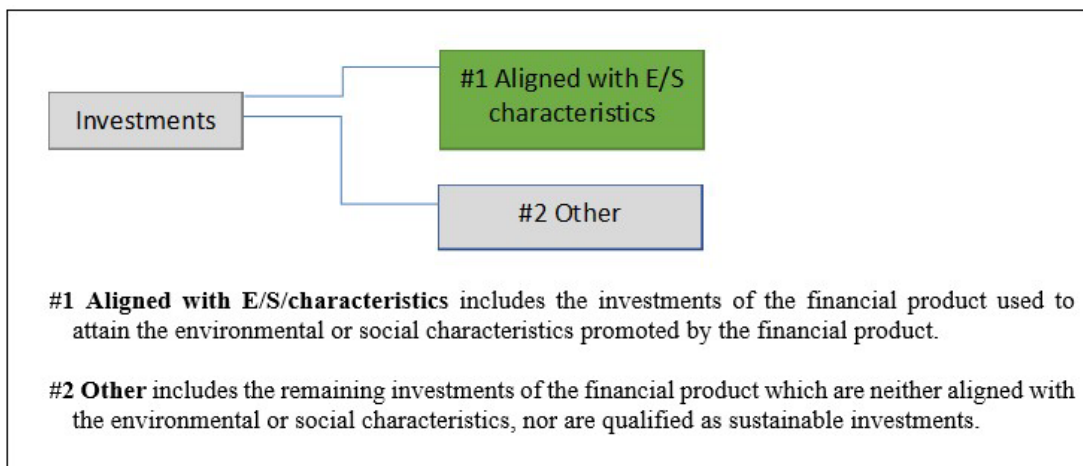 #1 Aligned with E/S
characteristics
Investments
#2 Other
#1 Aligned with E/S/characteristics includes the investments of the financial product used to
attain the environmental or social characteristics promoted by the financial product.
#2 Other includes the remaining investments of the financial product which are neither aligned with
the environmental or social characteristics, nor are qualified as sustainable investments.